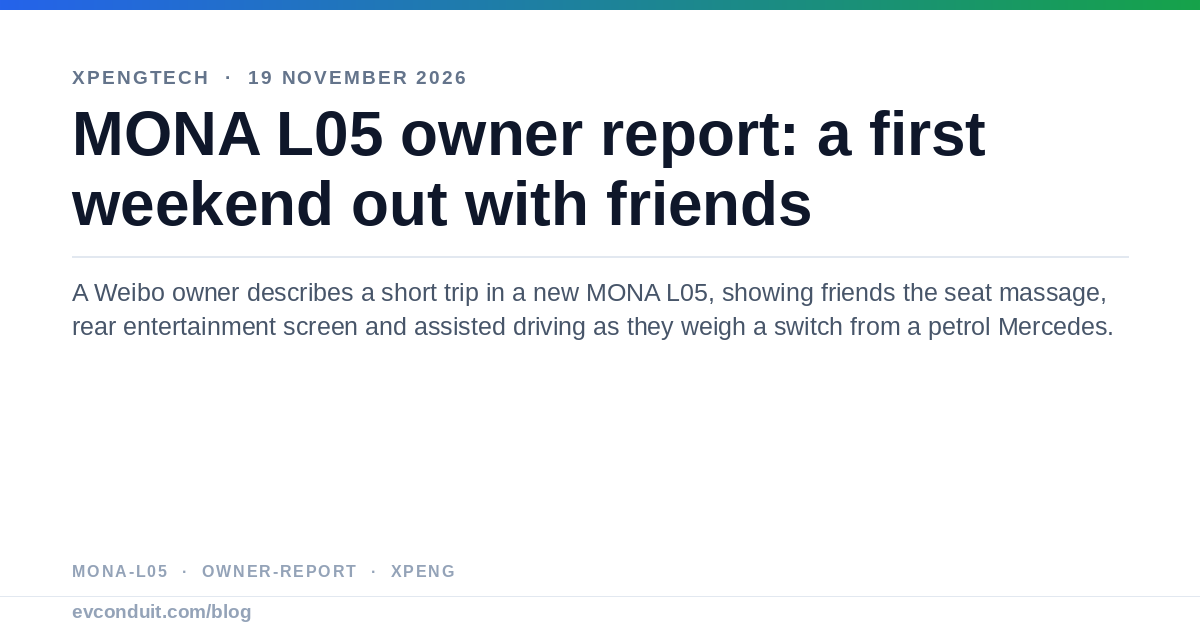 XPENGTECH · 19 NOVEMBER 2026
MONA L05 owner report: a first
weekend out with friends
A Weibo owner describes a short trip in a new MONA L05, showing friends the seat massage,
rear entertainment screen and assisted driving as they weigh a switch from a petrol Mercedes.
MONA-L05 · OWNER-REPORT · XPENG
evconduit.com/blog